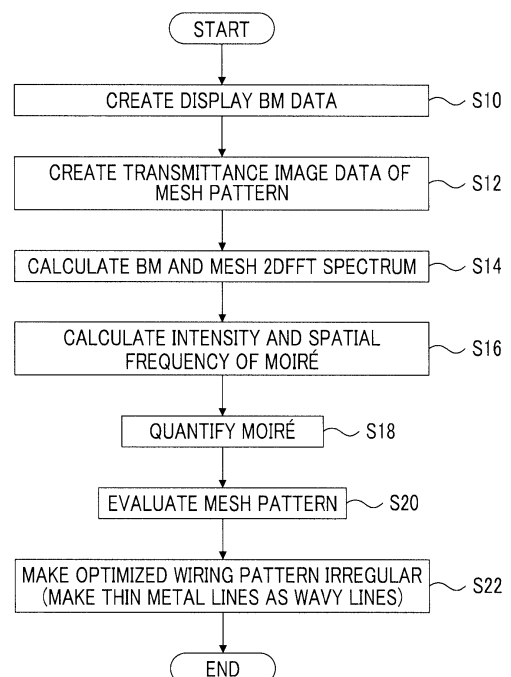 START
CREATE DISPLAY BM DATA
S10
CREATE TRANSMITTANCE IMAGE DATA OF
MESH PATTERN
S12
CALCULATE BM AND MESH 2DFFT SPECTRUM
S14
CALCULATE INTENSITY AND SPATIAL
FREQUENCY OF MOIRÉ
S16
QUANTIFY MOIRÉ
S18
EVALUATE MESH PATTERN
S20
MAKE OPTIMIZED WIRING PATTERN IRREGULAR
(MAKE THIN METAL LINES AS WAVY LINES)
S22
END